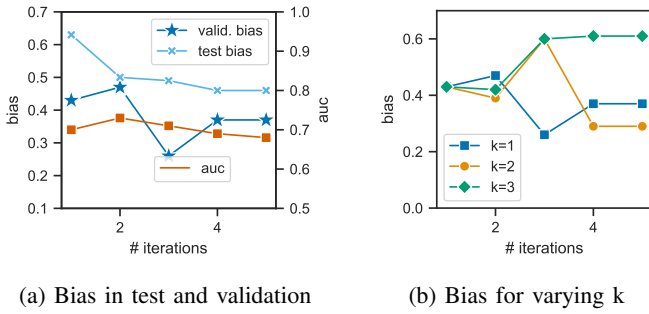 0.7
0.6
0.5
0.4
0.3
0.2
0.1
bias
2
4
# iterations
1.0
0.9
0.8
0.7
0.6
0.5
auc
valid. bias
test bias
auc
(a) Bias in test and validation
0.6
0.4
0.2
0.0
bias
2
4
# iterations
k=1
k=2
k=3
(b) Bias for varying k